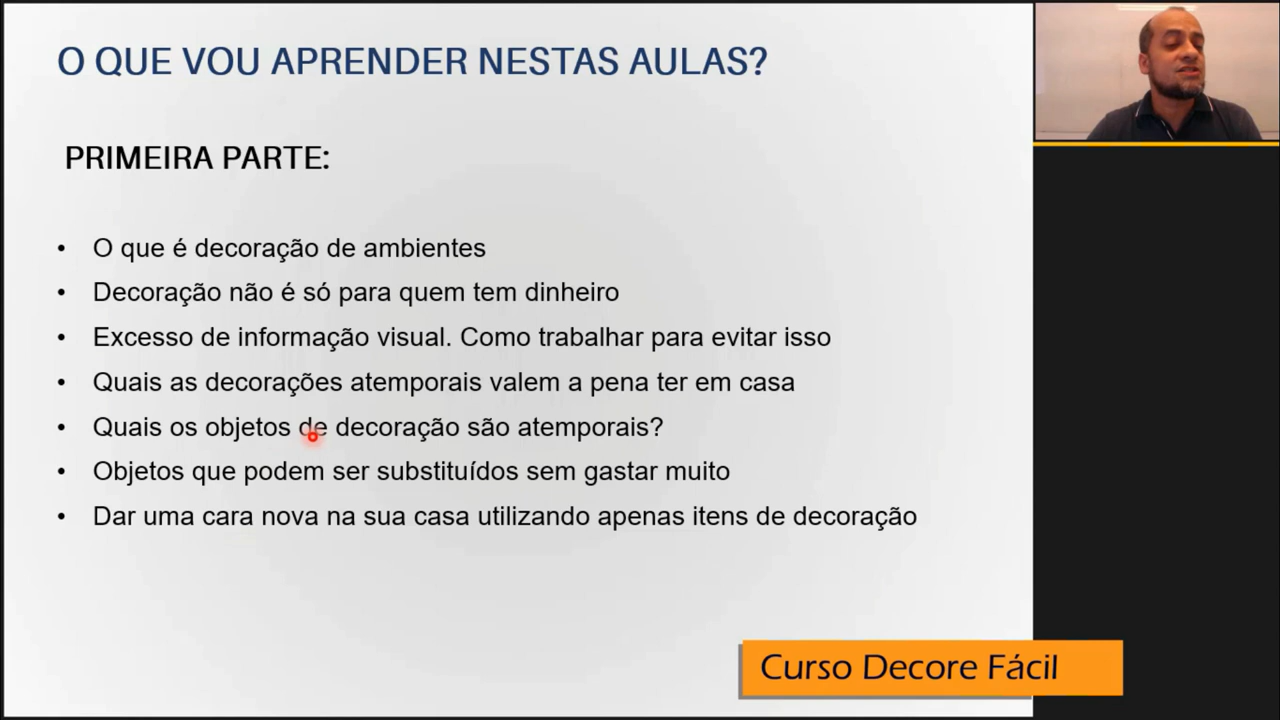 O QUE VOU APRENDER NESTAS AULAS?
PRIMEIRA PARTE:
• O que é decoração de ambientes
• Decoração não é só para quem tem dinheiro
• Excesso de informação visual. Como trabalhar para evitar isso
• Quais as decorações atemporais valem a pena ter em casa
• Quais os objetos de decoração são atemporais?
• Objetos que podem ser substituídos sem gastar muito
• Dar uma cara nova na sua casa utilizando apenas itens de decoração
Curso Decore Fácil